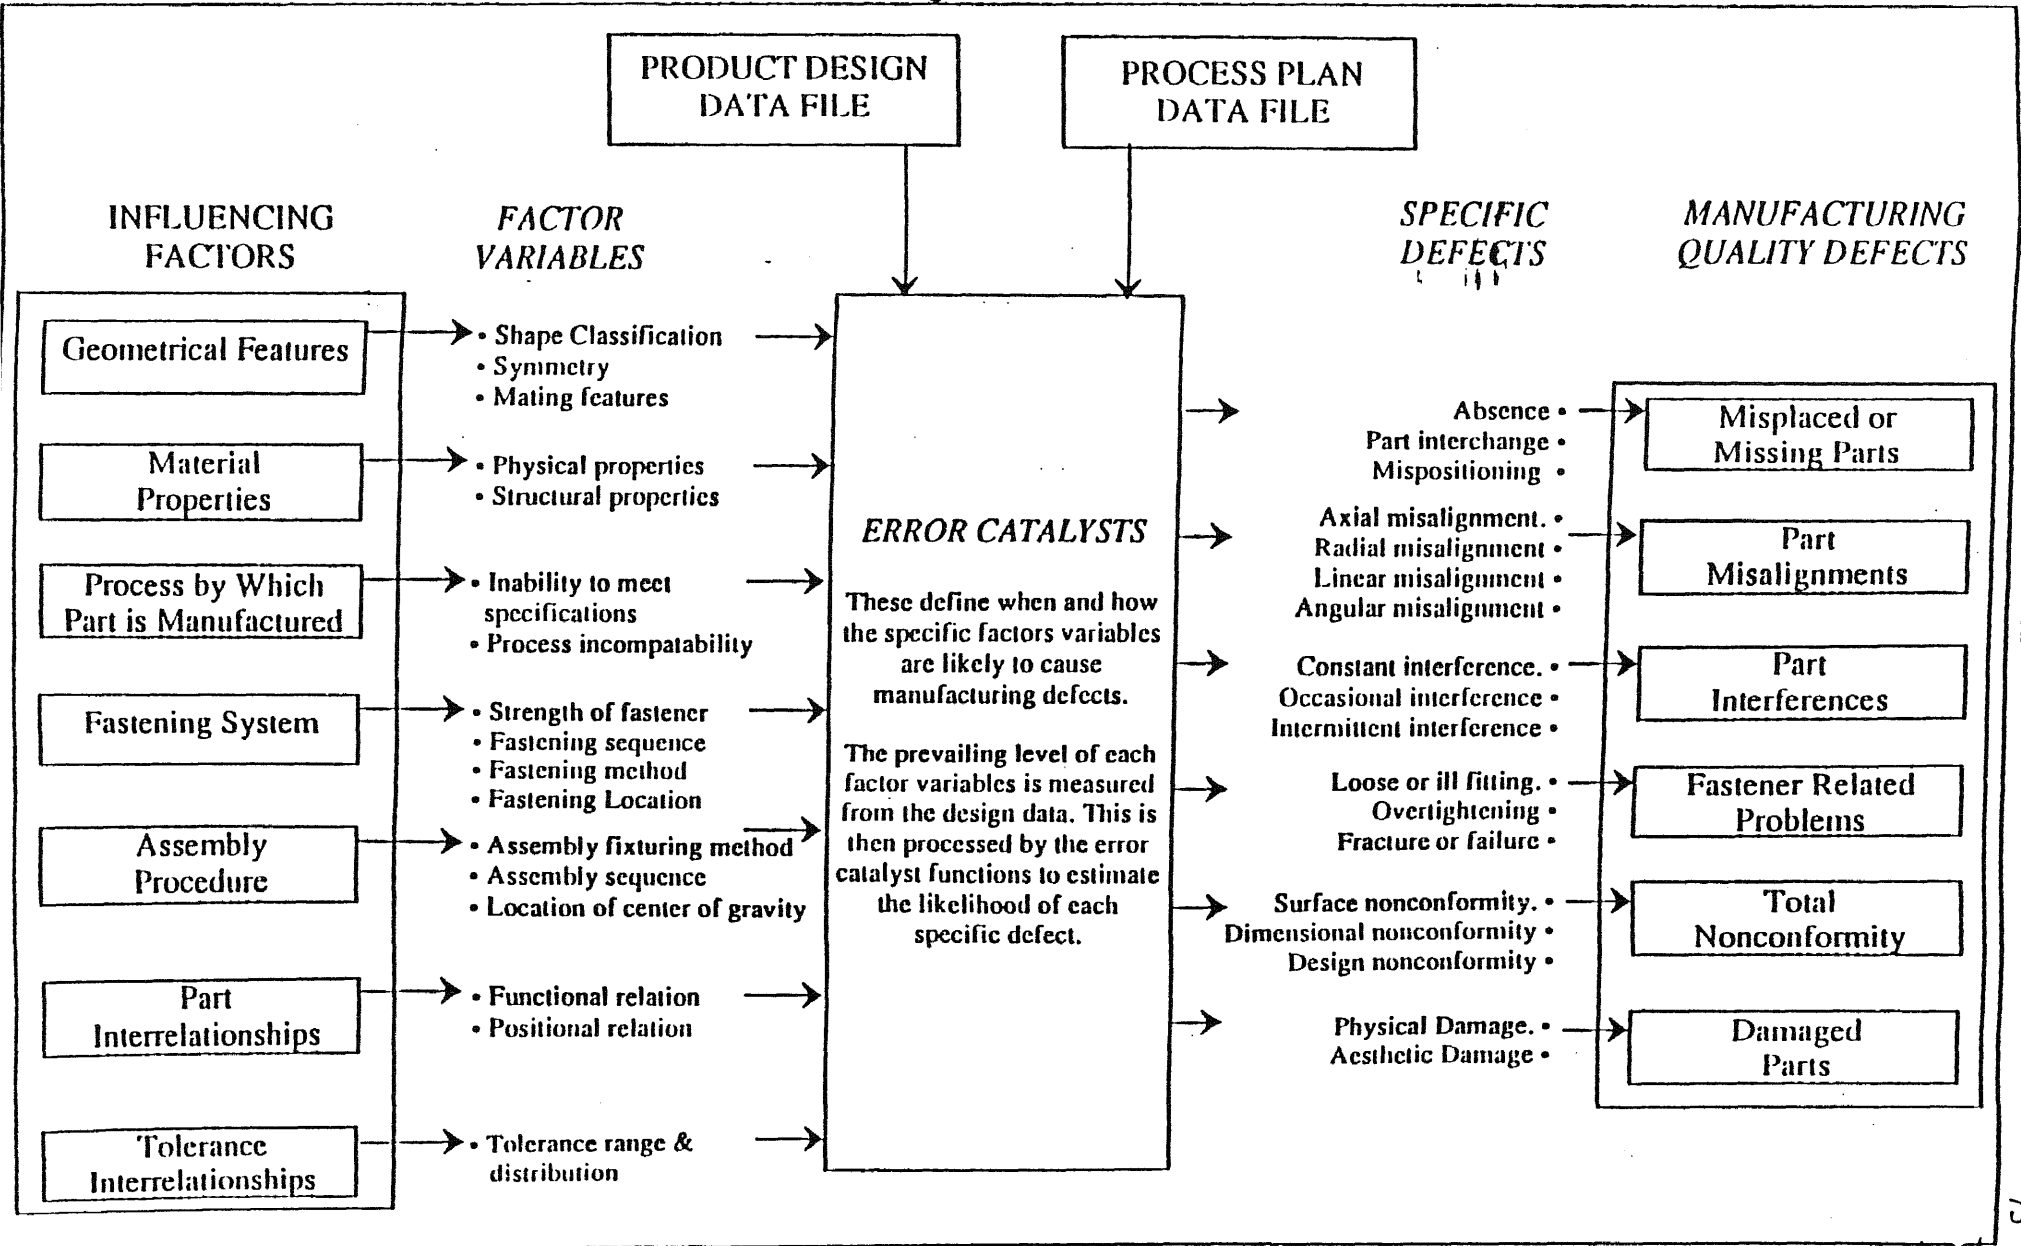 PRODUCT DESIGN
DATA FILE
PROCESS PLAN
DATA FILE
INFLUENCING
FACTORS
FACTOR
VARIABLES
SPECIFIC
DEFECTS
MANUFACTURING
QUALITY DEFECTS
Geometrical Features
• Shape Classification
• Symmetry
• Mating features
Material
Properties
• Physical properties
• Structural properties
Process by Which
Part is Manufactured
• Inability to meet
specifications
• Process incompatability
Fastening System
• Strength of fastener
• Fastening sequence
• Fastening method
• Fastening Location
Assembly
Procedure
• Assembly fixturing method
• Assembly sequence
• Location of center of gravity
Part
Interrelationships
• Functional relation
• Positional relation
Tolerance
Interrelationships
• Tolerance range &
distribution
ERROR CATALYSTS
These define when and how
the specific factors variables
are likely to cause
manufacturing defects.
The prevailing level of each
factor variables is measured
from the design data. This is
then processed by the error
catalyst functions to estimate
the likelihood of each
specific defect.
Absence •
Part interchange •
Mispositioning •
Misplaced or
Missing Parts
Axial misalignment. •
Radial misalignment •
Linear misalignment •
Angular misalignment •
Part
Misalignments
Constant interference. •
Occasional interference •
Intermittent interference •
Part
Interferences
Loose or ill fitting. •
Overtightening •
Fracture or failure •
Fastener Related
Problems
Surface nonconformity. •
Dimensional nonconformity •
Design nonconformity •
Total
Nonconformity
Physical Damage. •
Aesthetic Damage •
Damaged
Parts